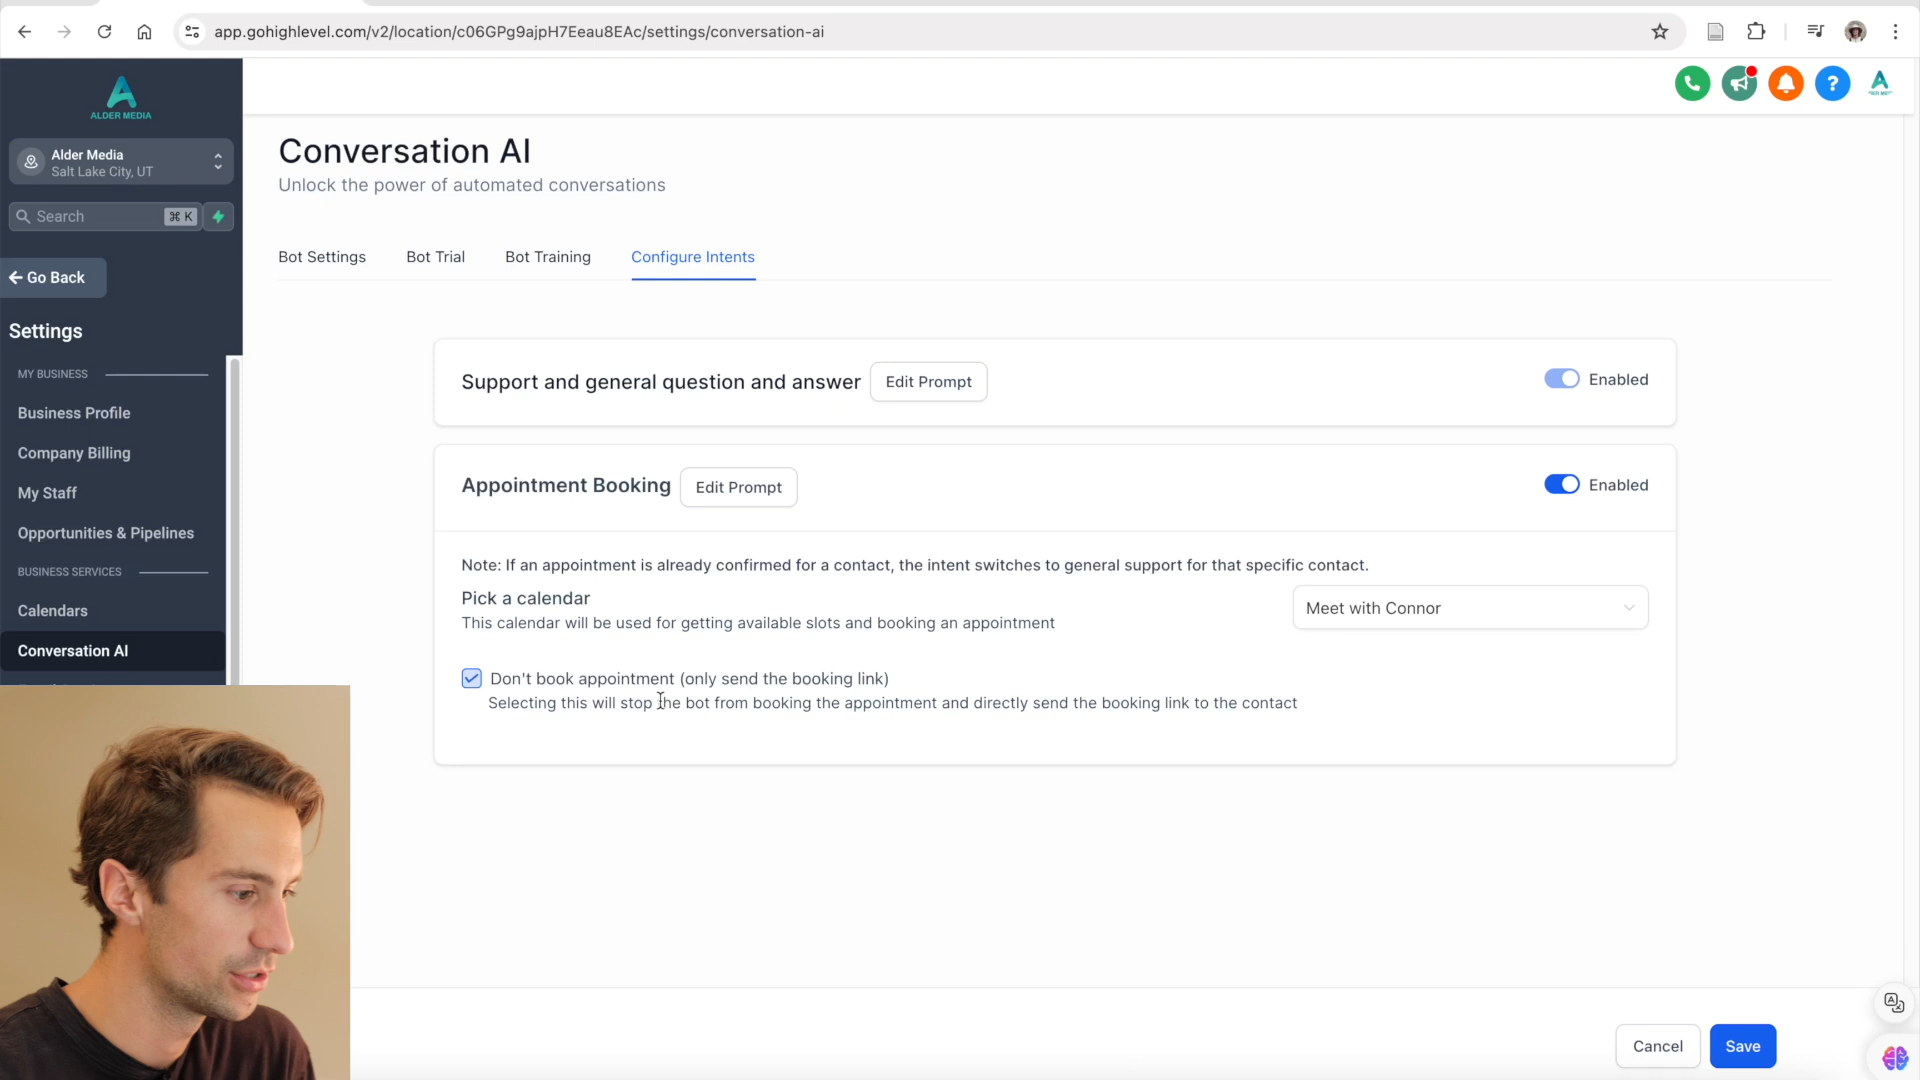 app.gohighlevel.com/v2/location/c06GPg9ajpH7Eeau8EAc/settings/conversation-ai
ALDER MEDIA
Alder Media
Salt Lake City, UT
Search
⌘ K
Go Back
Settings
MY BUSINESS
Business Profile
Company Billing
My Staff
Opportunities & Pipelines
BUSINESS SERVICES
Calendars
Conversation AI
Conversation AI
Unlock the power of automated conversations
Bot Settings
Bot Trial
Bot Training
Configure Intents
Support and general question and answer
Edit Prompt
Enabled
Appointment Booking
Edit Prompt
Enabled
Note: If an appointment is already confirmed for a contact, the intent switches to general support for that specific contact.
Pick a calendar
This calendar will be used for getting available slots and booking an appointment
Meet with Connor
Don't book appointment (only send the booking link)
Selecting this will stop the bot from booking the appointment and directly send the booking link to the contact
Cancel
Save